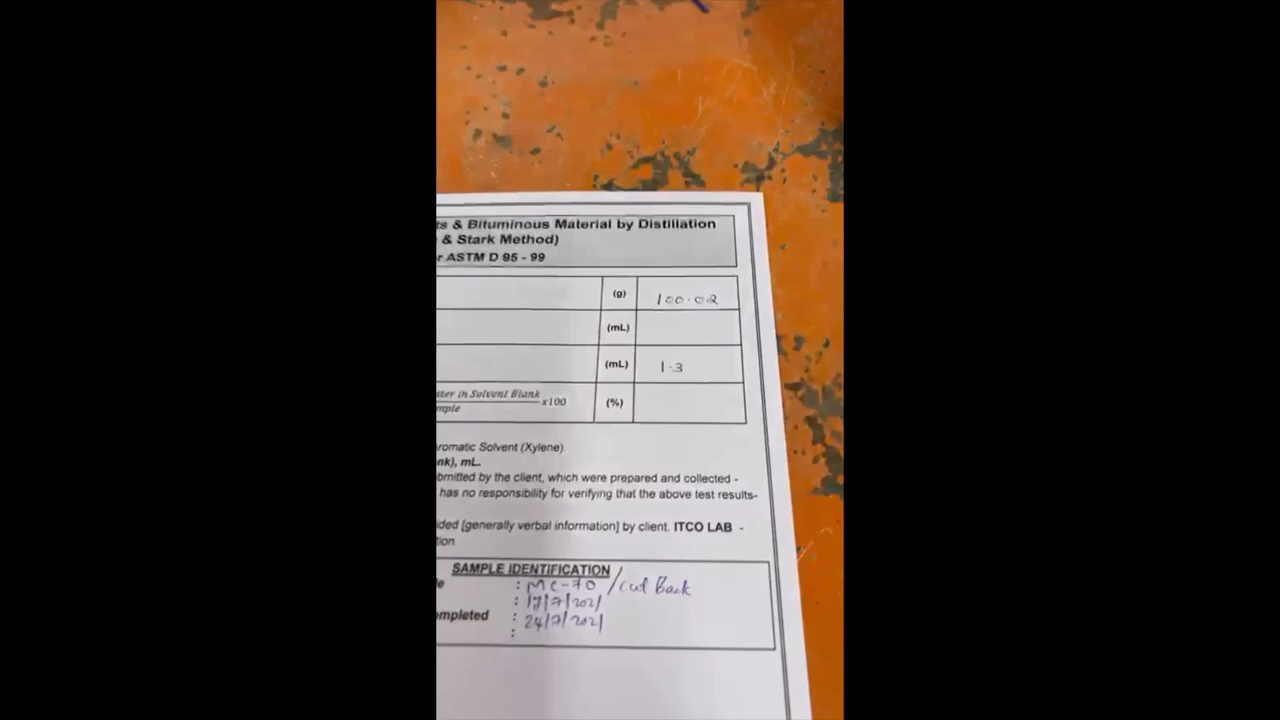 ts & Bituminous Material by Distillation
& Stark Method)
r ASTM D 95 - 99
(g) 100.02
(mL)
(mL) 1.3
ter in Solvent Blank
mple x100 (%)
romatic Solvent (Xylene).
nk), mL.
bmitted by the client, which were prepared and collected -
has no responsibility for verifying that the above test results-
ided [generally verbal information] by client. ITCO LAB -
tion
SAMPLE IDENTIFICATION
e : MC-70 / Cut Back
: 17/7/2021
ompleted : 24/7/2021
: